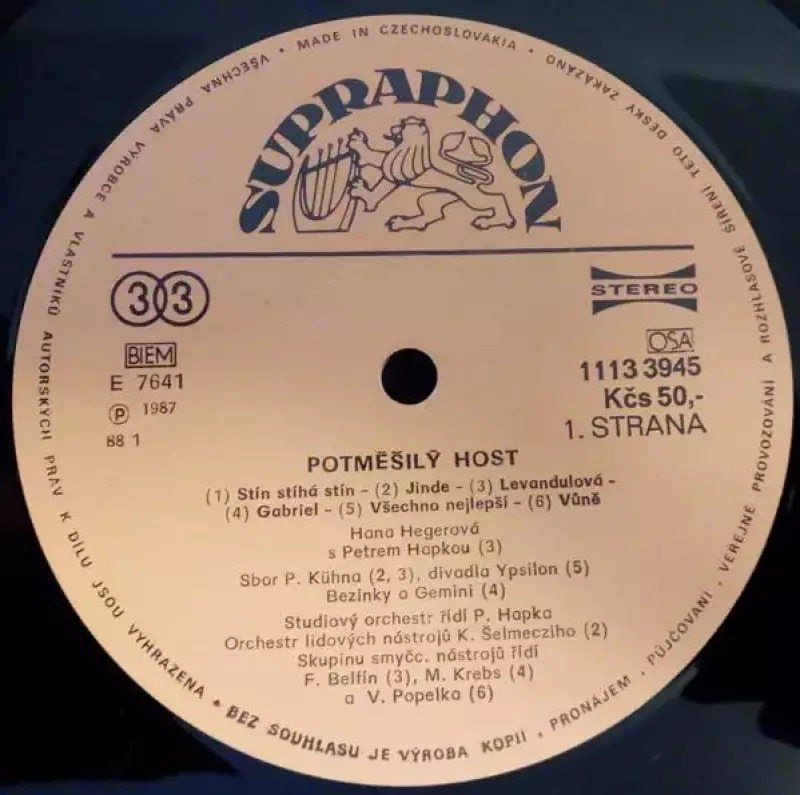 VŠECHNA PRÁVA VÝROBCE A VLASTNÍKŮ AUTORSKÝCH PRÁV K DÍLU JSOU VYHRAZENA • BEZ SOUHLASU JE VÝROBA KOPIÍ, PRONÁJEM, PŮJČOVÁNÍ, VEŘEJNÉ PROVOZOVÁNÍ A ROZHLASOVÉ ŠÍŘENÍ TÉTO DESKY ZAKÁZÁNO • MADE IN CZECHOSLOVAKIA •
SUPRAPHON
33
STEREO
BIEM
OSA
E 7641
1113 3945
Ⓟ 1987
Kčs 50,-
88 1
1. STRANA
POTMĚŠILÝ HOST
(1) Stín stíhá stín - (2) Jinde - (3) Levandulová -
(4) Gabriel - (5) Všechno nejlepší - (6) Vůně
Hana Hegerová
s Petrem Hapkou (3)
Sbor P. Kühna (2, 3), divadla Ypsilon (5)
Bezinky a Gemini (4)
Studiový orchestr řídí P. Hapka
Orchestr lidových nástrojů K. Šelmecziho (2)
Skupinu smyčc. nástrojů řídí
F. Belfín (3), M. Krebs (4)
a V. Popelka (6)